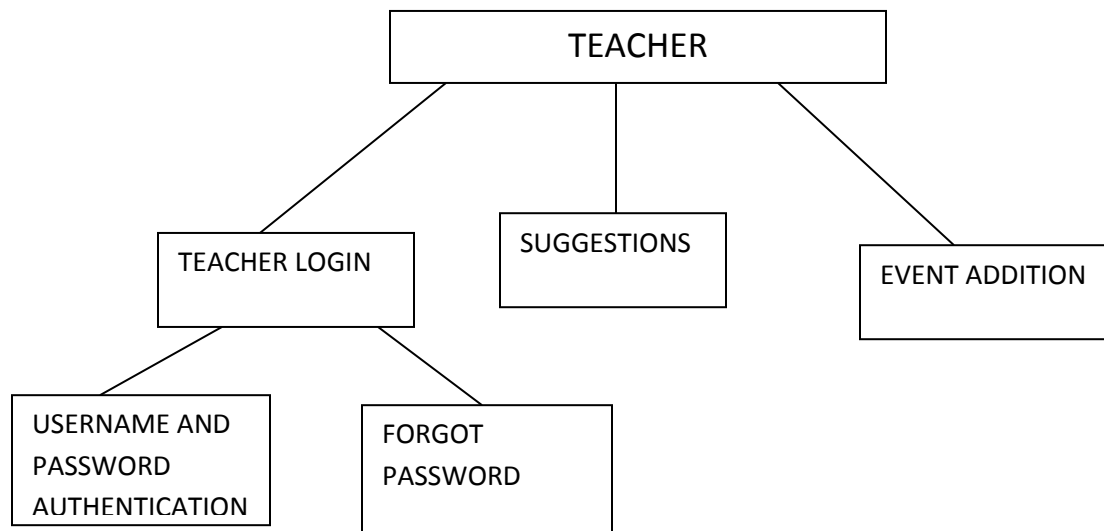 TEACHER
TEACHER LOGIN
SUGGESTIONS
EVENT ADDITION
USERNAME AND
PASSWORD
AUTHENTICATION
FORGOT
PASSWORD